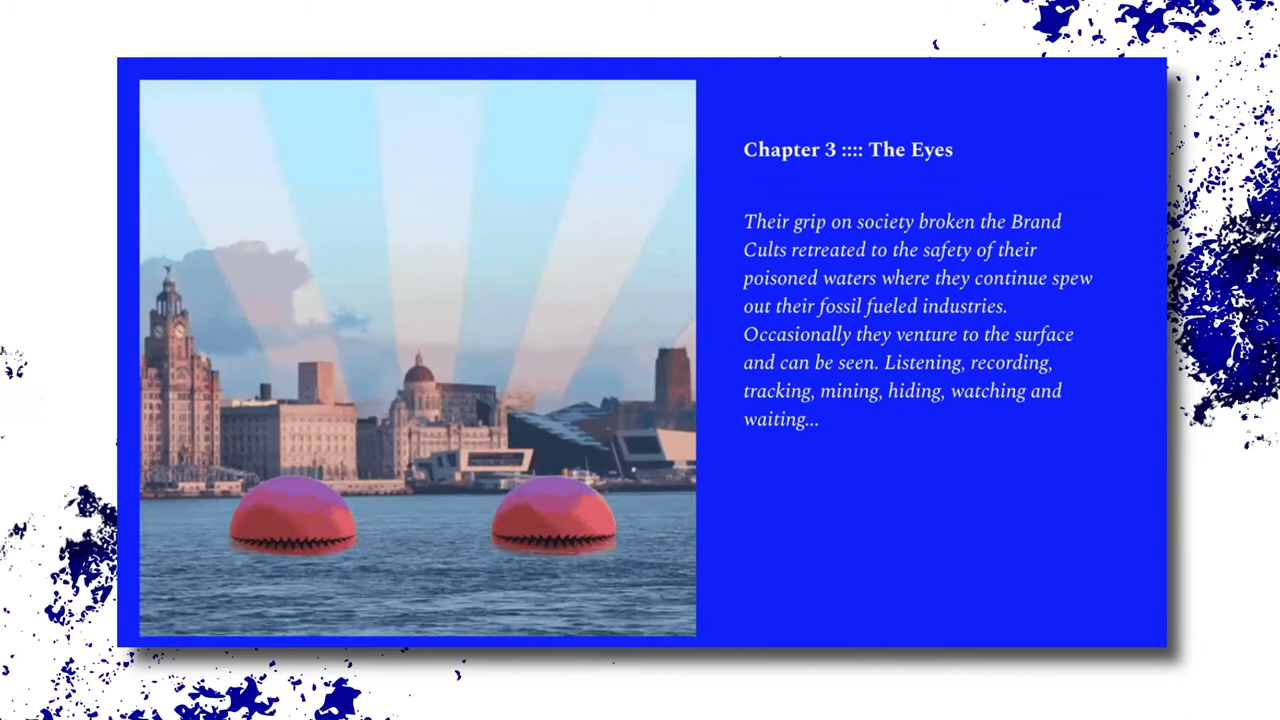 Chapter 3 :::: The Eyes
Their grip on society broken the Brand
Cults retreated to the safety of their
poisoned waters where they continue spew
out their fossil fueled industries.
Occasionally they venture to the surface
and can be seen. Listening, recording,
tracking, mining, hiding, watching and
waiting...